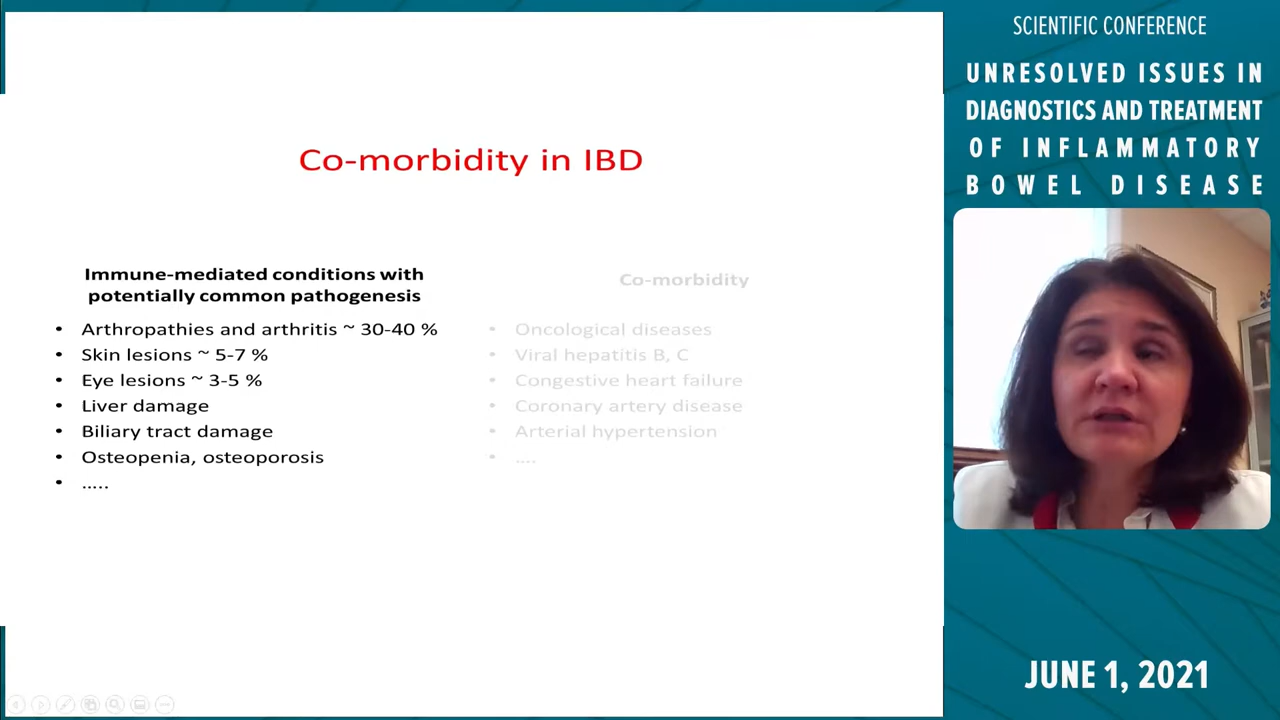 Co-morbidity in IBD
Immune-mediated conditions with
potentially common pathogenesis
• Arthropathies and arthritis ~ 30-40 %
• Skin lesions ~ 5-7 %
• Eye lesions ~ 3-5 %
• Liver damage
• Biliary tract damage
• Osteopenia, osteoporosis
• …..
Co-morbidity
• Oncological diseases
• Viral hepatitis B, C
• Congestive heart failure
• Coronary artery disease
• Arterial hypertension
• ….
SCIENTIFIC CONFERENCE
UNRESOLVED ISSUES IN
DIAGNOSTICS AND TREATMENT
OF INFLAMMATORY
BOWEL DISEASE
JUNE 1, 2021